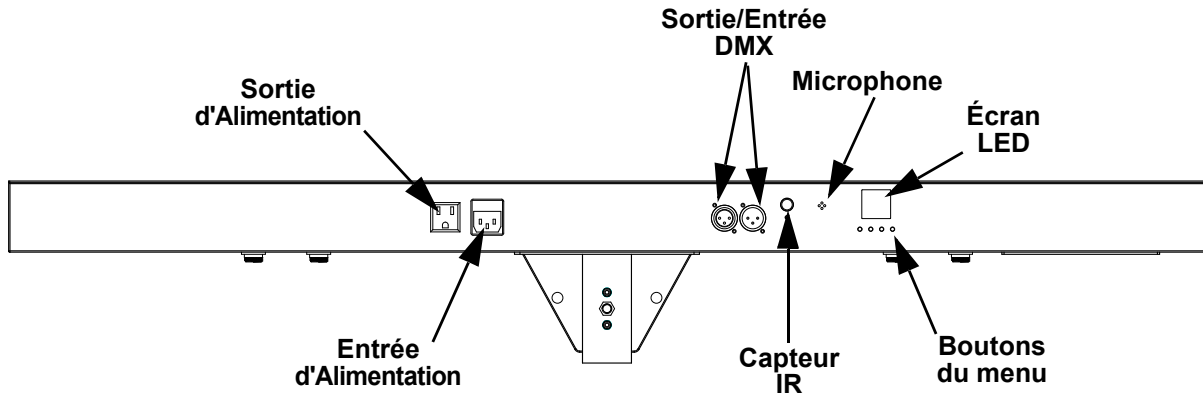 Sortie/Entrée
DMX
Microphone
Sortie
d'Alimentation
Écran
LED
Entrée
d'Alimentation
Capteur
IR
Boutons
du menu